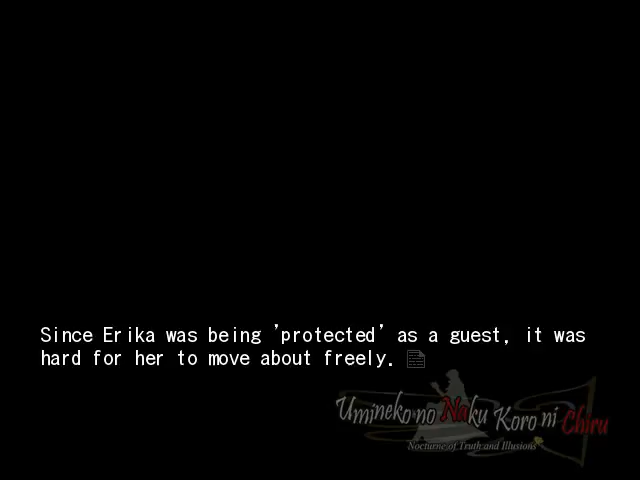 Since Erika was being 'protected' as a guest, it was
hard for her to move about freely.
Umineko no Naku Koro ni Chiru
Nocturne of Truth and Illusions